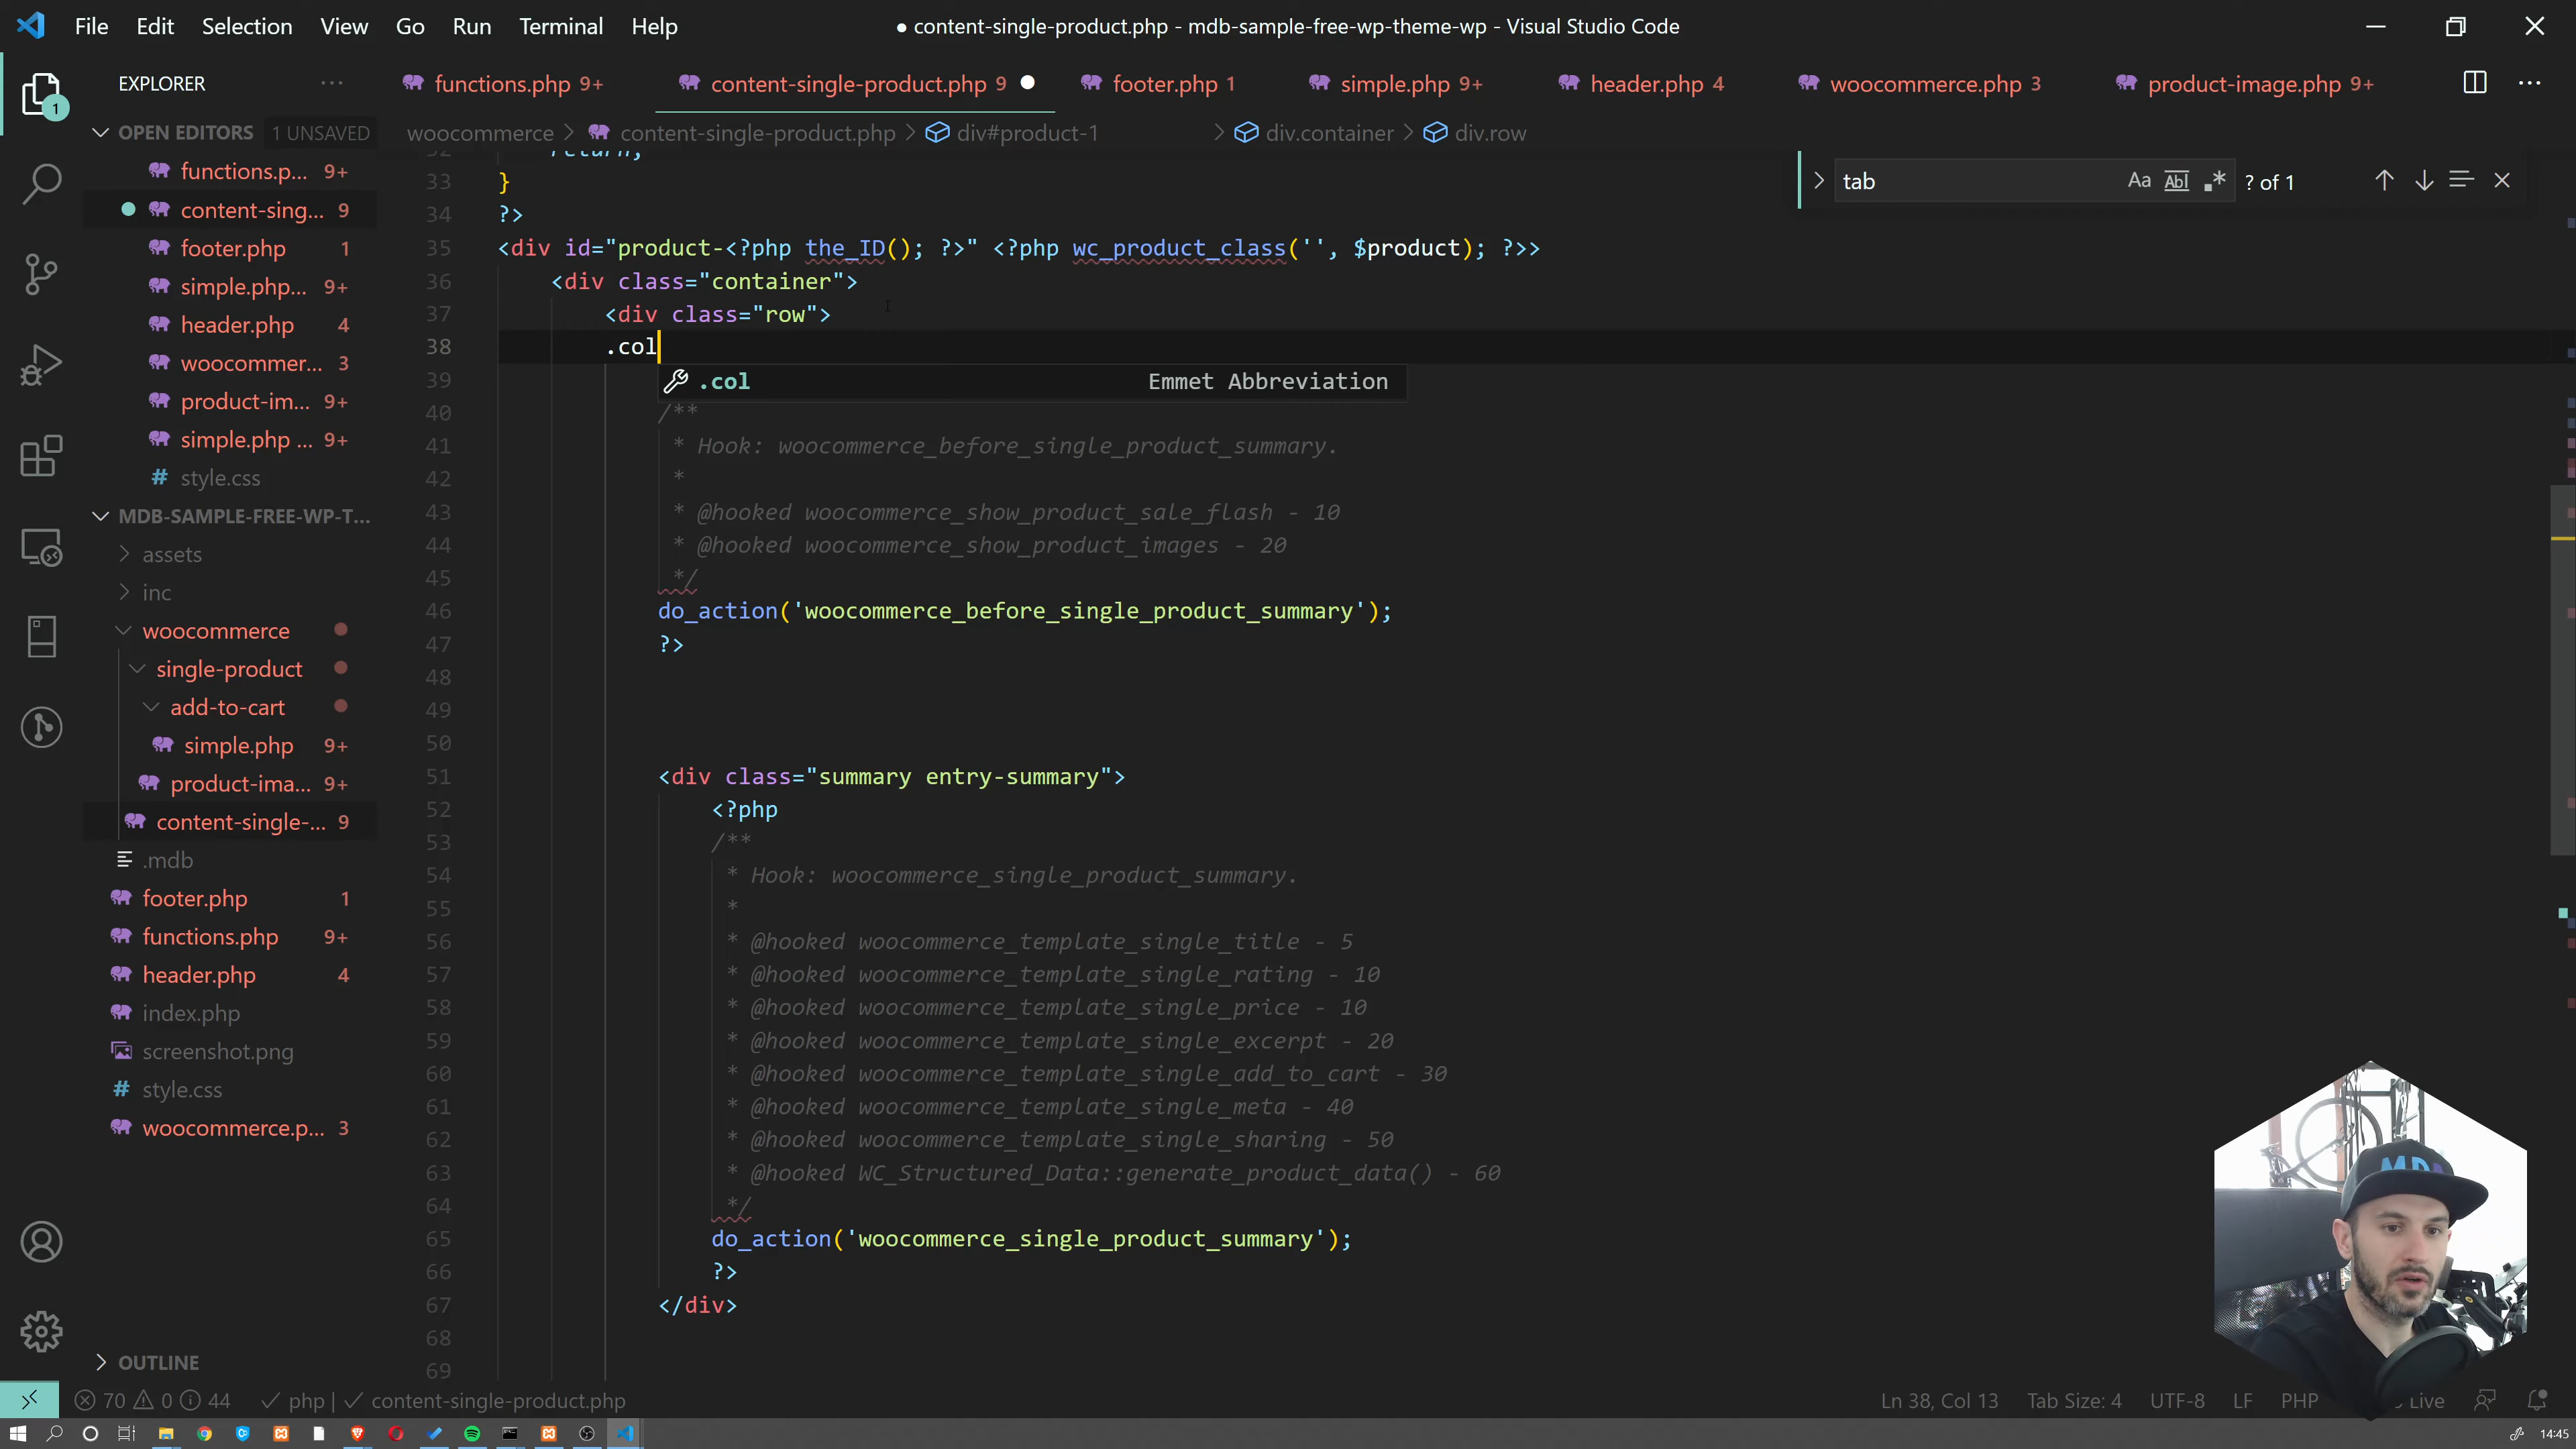 File Edit Selection View Go Run Terminal Help
● content-single-product.php - mdb-sample-free-wp-theme-wp - Visual Studio Code
EXPLORER ···
functions.php 9+
content-single-product.php 9
footer.php 1
simple.php 9+
header.php 4
woocommerce.php 3
product-image.php 9+
1
OPEN EDITORS 1 UNSAVED
functions.p... 9+
content-sing... 9
footer.php 1
simple.php... 9+
header.php 4
woocommer... 3
product-im... 9+
simple.php ... 9+
# style.css
MDB-SAMPLE-FREE-WP-T...
assets
inc
woocommerce
single-product
add-to-cart
simple.php 9+
product-ima... 9+
content-single-... 9
.mdb
footer.php 1
functions.php 9+
header.php 4
index.php
screenshot.png
# style.css
woocommerce.p... 3
OUTLINE
woocommerce > content-single-product.php > div#product-1 > div.container > div.row
tab Aa Abl .* ? of 1
33 }
34 ?>
35 <div id="product-<?php the_ID(); ?>" <?php wc_product_class('', $product); ?>>
36 <div class="container">
37 <div class="row">
38 .col
39 .col Emmet Abbreviation
40 /**
41 * Hook: woocommerce_before_single_product_summary.
42 *
43 * @hooked woocommerce_show_product_sale_flash - 10
44 * @hooked woocommerce_show_product_images - 20
45 */
46 do_action('woocommerce_before_single_product_summary');
47 ?>
48
49
50
51 <div class="summary entry-summary">
52 <?php
53 /**
54 * Hook: woocommerce_single_product_summary.
55 *
56 * @hooked woocommerce_template_single_title - 5
57 * @hooked woocommerce_template_single_rating - 10
58 * @hooked woocommerce_template_single_price - 10
59 * @hooked woocommerce_template_single_excerpt - 20
60 * @hooked woocommerce_template_single_add_to_cart - 30
61 * @hooked woocommerce_template_single_meta - 40
62 * @hooked woocommerce_template_single_sharing - 50
63 * @hooked WC_Structured_Data::generate_product_data() - 60
64 */
65 do_action('woocommerce_single_product_summary');
66 ?>
67 </div>
68
69
70 0 44 php | content-single-product.php
Ln 38, Col 13 Tab Size: 4 UTF-8 LF PHP Live
14:45